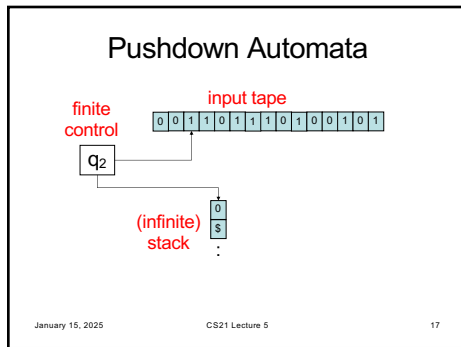 Pushdown Automata
input tape
finite
control
0 0 1 1 0 1 1 1 1 0 1 0 0 1 0 1
q2
(infinite)
stack
0
$
:
January 15, 2025 CS21 Lecture 5 17